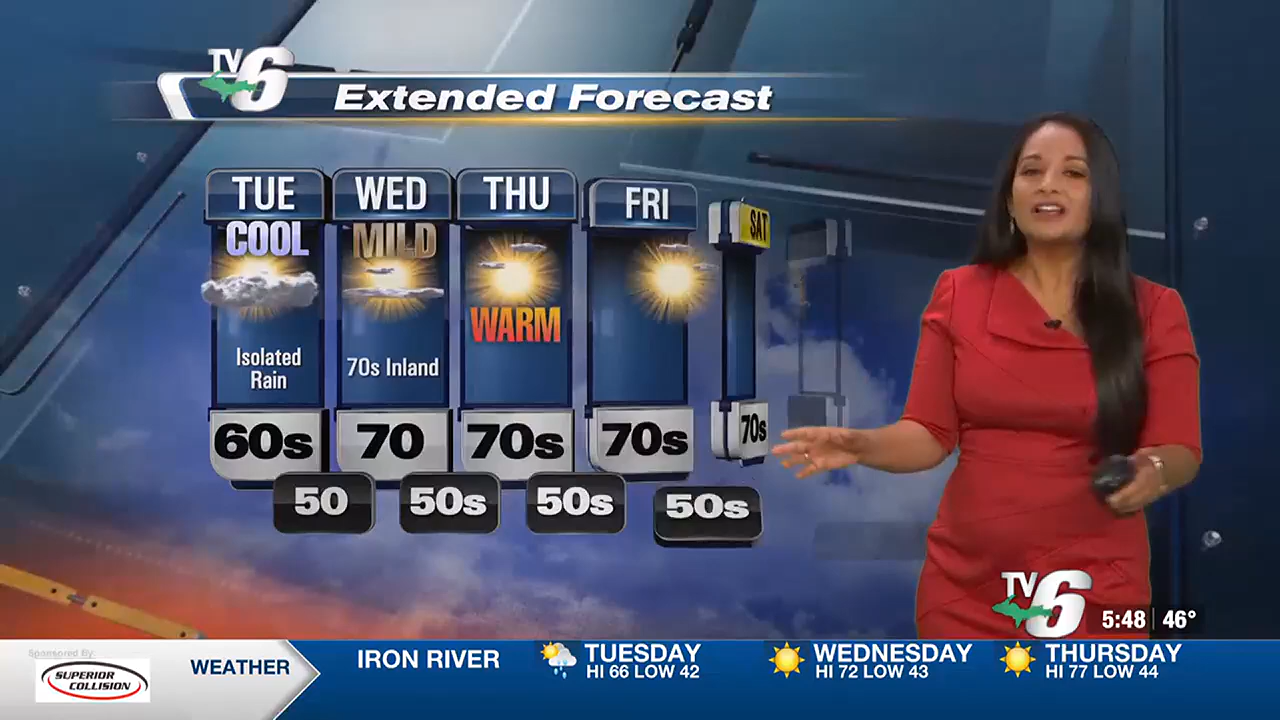 TV6
Extended Forecast
TUE
WED
THU
FRI
SAT
COOL
MILD
WARM
Isolated
Rain
70s Inland
60s
70
70s
70s
70s
50
50s
50s
50s
TV6
5:48
46°
Sponsored By:
SUPERIOR
COLLISION
WEATHER
IRON RIVER
TUESDAY
HI 66 LOW 42
WEDNESDAY
HI 72 LOW 43
THURSDAY
HI 77 LOW 44